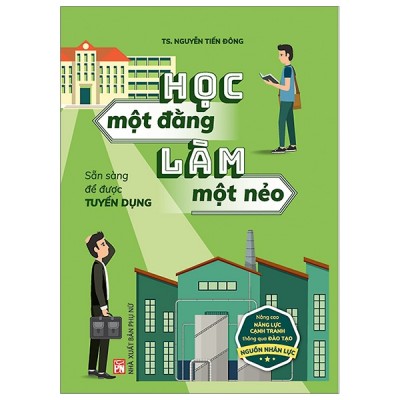 TS. NGUYỄN TIẾN ĐÔNG
HỌC
một đằng
LÀM
một nẻo
Sẵn sàng
để được
TUYỂN DỤNG
Nâng cao
NĂNG LỰC
CẠNH TRANH
thông qua ĐÀO TẠO
NGUỒN NHÂN LỰC
NHÀ XUẤT BẢN PHỤ NỮ
PN